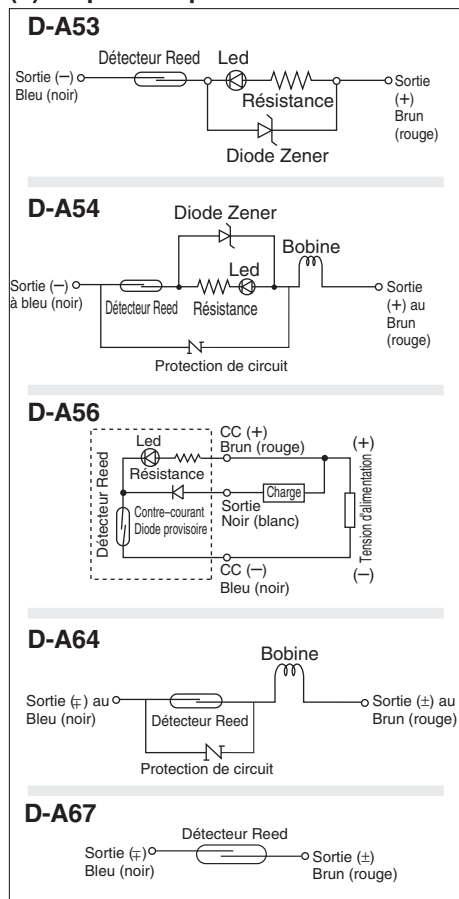 D-A53
Détecteur Reed
Led
Sortie (−)
Bleu (noir)
Résistance
Sortie
(+)
Brun
(rouge)
Diode Zener
D-A54
Diode Zener
Bobine
Led
Sortie (−)
à bleu (noir)
Détecteur Reed
Résistance
Sortie
(+) au
Brun
(rouge)
Protection de circuit
D-A56
Détecteur Reed
Led
Résistance
CC (+)
Brun (rouge)
(+)
Contre−courant
Diode provisoire
Charge
Sortie
Noir (blanc)
Tension d'alimentation
(−)
CC (−)
Bleu (noir)
D-A64
Bobine
Sortie (∓) au
Bleu (noir)
Détecteur Reed
Sortie (±) au
Brun (rouge)
Protection de circuit
D-A67
Détecteur Reed
Sortie (∓)
Bleu (noir)
Sortie (±)
Brun (rouge)